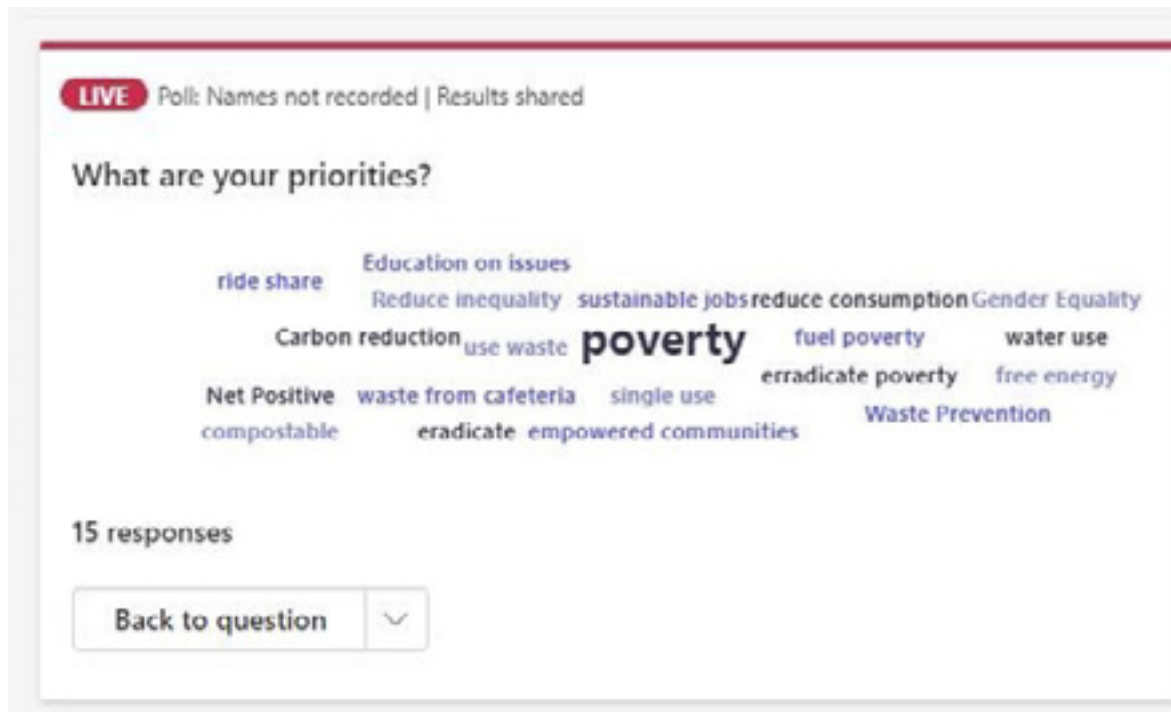 LIVE Poll: Names not recorded | Results shared
What are your priorities?
Education on issues
ride share
Reduce inequality sustainable jobs reduce consumption Gender Equality
Carbon reduction use waste poverty fuel poverty water use
erradicate poverty free energy
Net Positive waste from cafeteria single use
Waste Prevention
compostable eradicate empowered communities
15 responses
Back to question